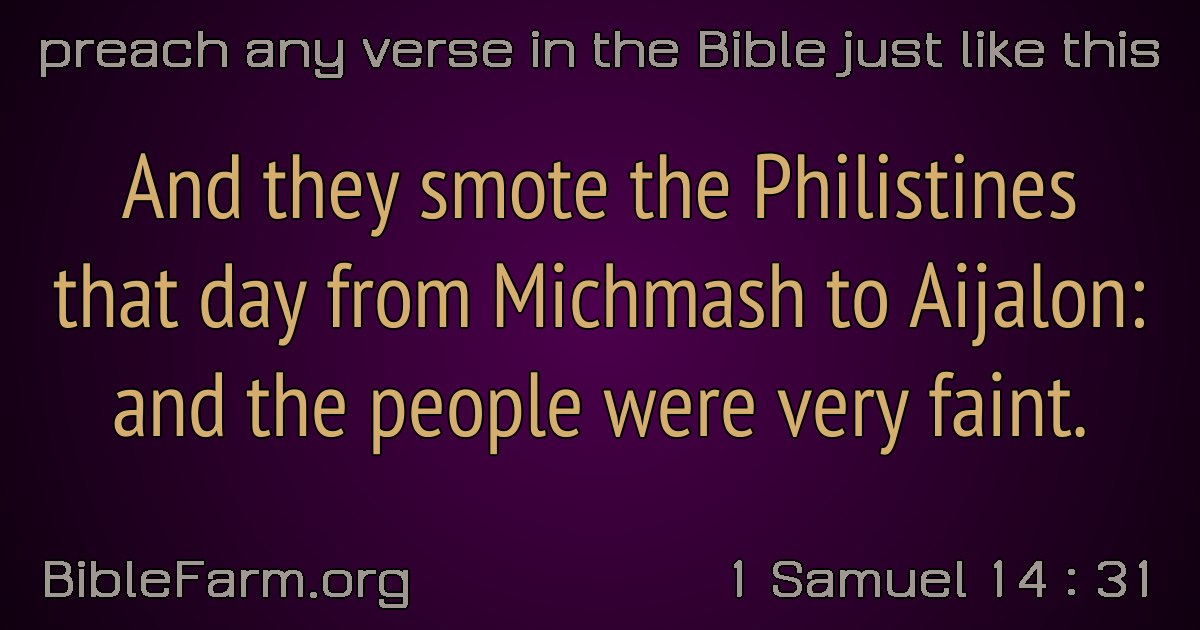 preach any verse in the Bible just like this
And they smote the Philistines
that day from Michmash to Aijalon:
and the people were very faint.
BibleFarm.org
1 Samuel 14 : 31